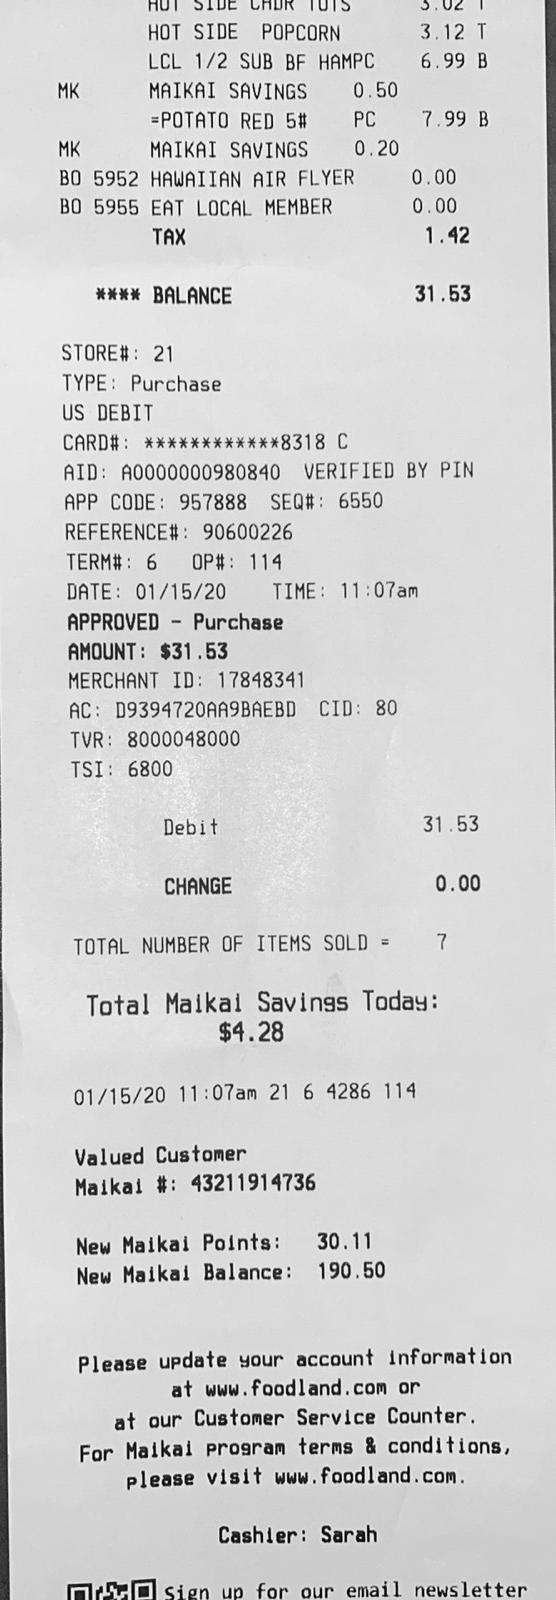 HOT SIDE CHDR TOTS 3.02 T
HOT SIDE POPCORN 3.12 T
LCL 1/2 SUB BF HAMPC 6.99 B
MK MAIKAI SAVINGS 0.50
=POTATO RED 5# PC 7.99 B
MK MAIKAI SAVINGS 0.20
BO 5952 HAWAIIAN AIR FLYER 0.00
BO 5955 EAT LOCAL MEMBER 0.00
TAX 1.42
**** BALANCE 31.53
STORE#: 21
TYPE: Purchase
US DEBIT
CARD#: ************8318 C
AID: A0000000980840 VERIFIED BY PIN
APP CODE: 957888 SEQ#: 6550
REFERENCE#: 90600226
TERM#: 6 OP#: 114
DATE: 01/15/20 TIME: 11:07am
APPROVED - Purchase
AMOUNT: $31.53
MERCHANT ID: 17848341
AC: D9394720AA9BAEBD CID: 80
TVR: 8000048000
TSI: 6800
Debit 31.53
CHANGE 0.00
TOTAL NUMBER OF ITEMS SOLD = 7
Total Maikai Savings Today:
$4.28
01/15/20 11:07am 21 6 4286 114
Valued Customer
Maikai #: 43211914736
New Maikai Points: 30.11
New Maikai Balance: 190.50
Please update your account information
at www.foodland.com or
at our Customer Service Counter.
For Maikai program terms & conditions,
please visit www.foodland.com.
Cashier: Sarah
Sign up for our email newsletter